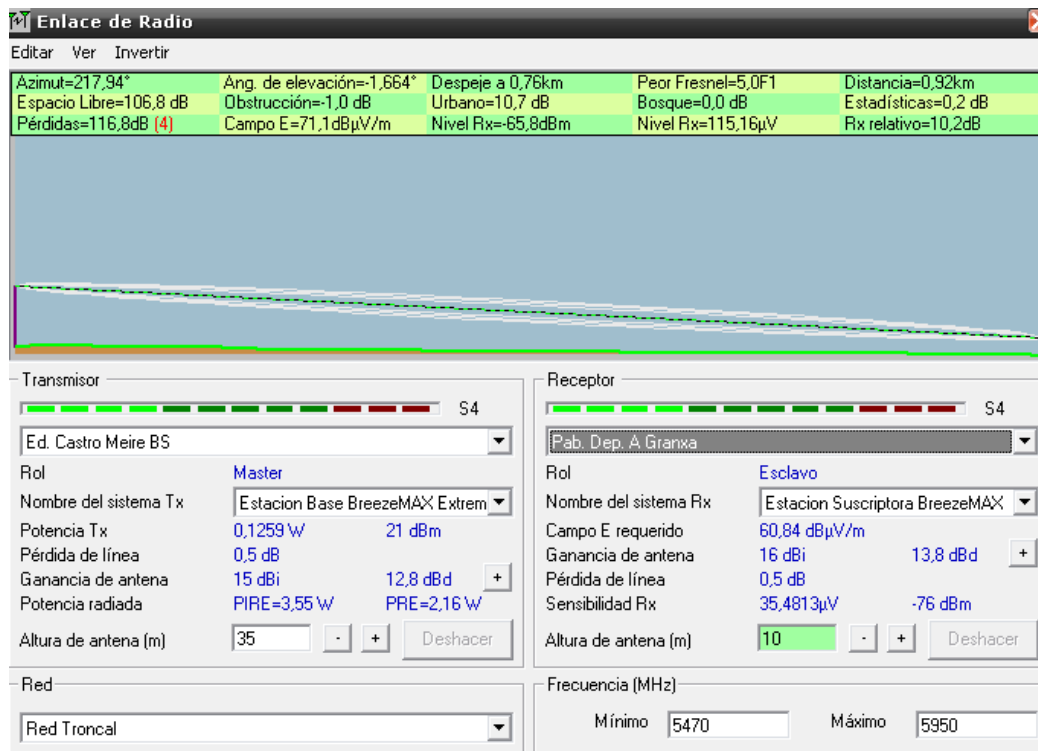 Enlace de Radio
Editar Ver Invertir
Azimut=217,94° Ang. de elevación=-1,664° Despeje a 0,76km Peor Fresnel=5,0F1 Distancia=0,92km
Espacio Libre=106,8 dB Obstrucción=-1,0 dB Urbano=10,7 dB Bosque=0,0 dB Estadísticas=0,2 dB
Pérdidas=116,8dB (4) Campo E=71,1dBµV/m Nivel Rx=-65,8dBm Nivel Rx=115,16µV Rx relativo=10,2dB
Transmisor
S4
Ed. Castro Meire BS
Rol Master
Nombre del sistema Tx Estacion Base BreezeMAX Extrem
Potencia Tx 0,1259 W 21 dBm
Pérdida de línea 0,5 dB
Ganancia de antena 15 dBi 12,8 dBd +
Potencia radiada PIRE=3,55 W PRE=2,16 W
Altura de antena (m) 35 - + Deshacer
Receptor
S4
Pab. Dep. A Granxa
Rol Esclavo
Nombre del sistema Rx Estacion Suscriptora BreezeMAX
Campo E requerido 60,84 dBµV/m
Ganancia de antena 16 dBi 13,8 dBd +
Pérdida de línea 0,5 dB
Sensibilidad Rx 35,4813µV -76 dBm
Altura de antena (m) 10 - + Deshacer
Red
Red Troncal
Frecuencia (MHz)
Mínimo 5470 Máximo 5950